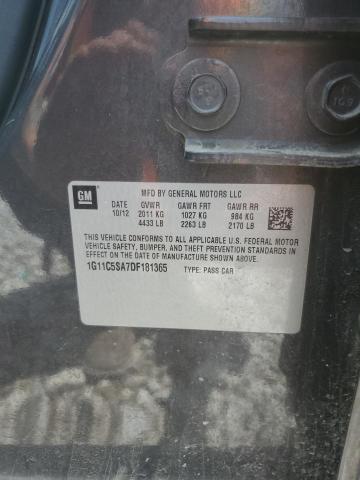 GM
MFD BY GENERAL MOTORS LLC
DATE GVWR GAWR FRT GAWR RR
10/12 2011 KG 1027 KG 984 KG
4433 LB 2263 LB 2170 LB
THIS VEHICLE CONFORMS TO ALL APPLICABLE U.S. FEDERAL MOTOR
VEHICLE SAFETY, BUMPER, AND THEFT PREVENTION STANDARDS
IN EFFECT ON THE DATE OF MANUFACTURE SHOWN ABOVE.
1G11C5SA7DF181365 TYPE: PASS CAR